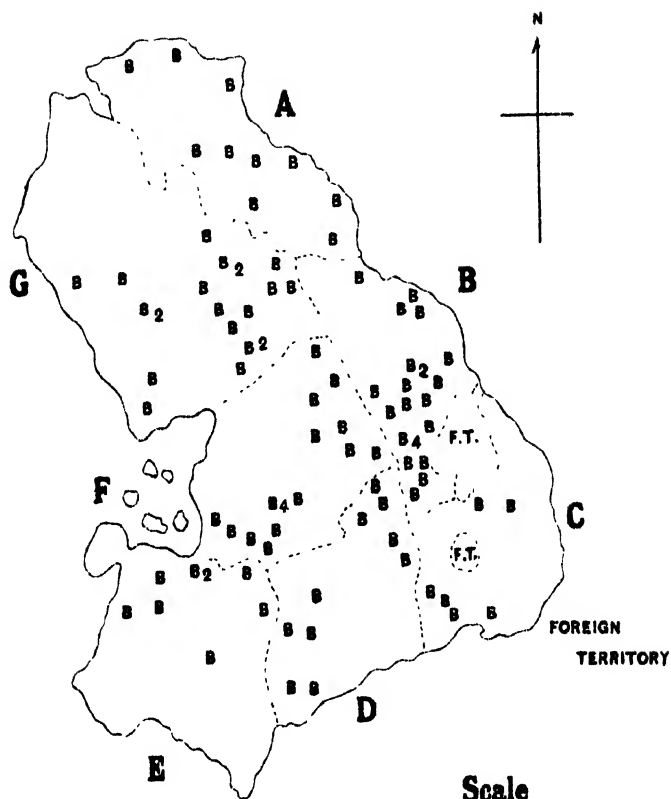 N
B B B
A
B B B B
B B
B B
B 2 B
G B B B B B B B
B 2 B B B B B
B
B 2 B B
B B 2
B B B B
B B B B
B B B B
B 4 F.T.
B B B B
B B
F B 4 B B B B B C
B B B B
B B B
B 2 B B F.T.
B
B B B B B B
B B B B
FOREIGN
TERRITORY
B
B B
D
E
Scale